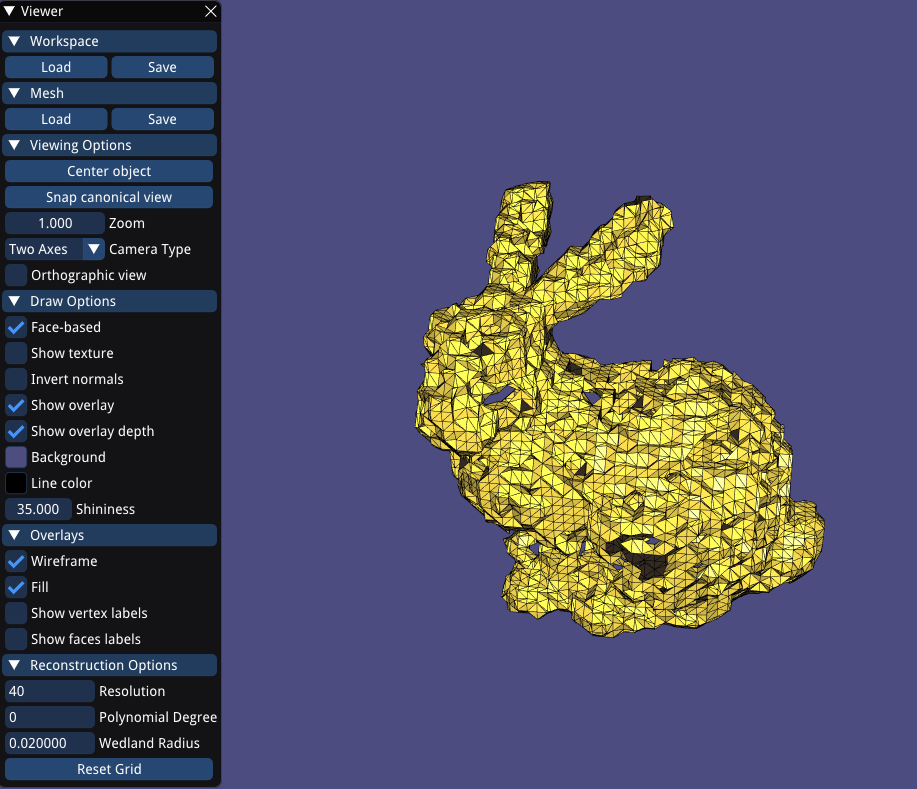 Viewer
Workspace
Load Save
Mesh
Load Save
Viewing Options
Center object
Snap canonical view
1.000 Zoom
Two Axes Camera Type
Orthographic view
Draw Options
Face-based
Show texture
Invert normals
Show overlay
Show overlay depth
Background
Line color
35.000 Shininess
Overlays
Wireframe
Fill
Show vertex labels
Show faces labels
Reconstruction Options
40 Resolution
0 Polynomial Degree
0.020000 Wedland Radius
Reset Grid